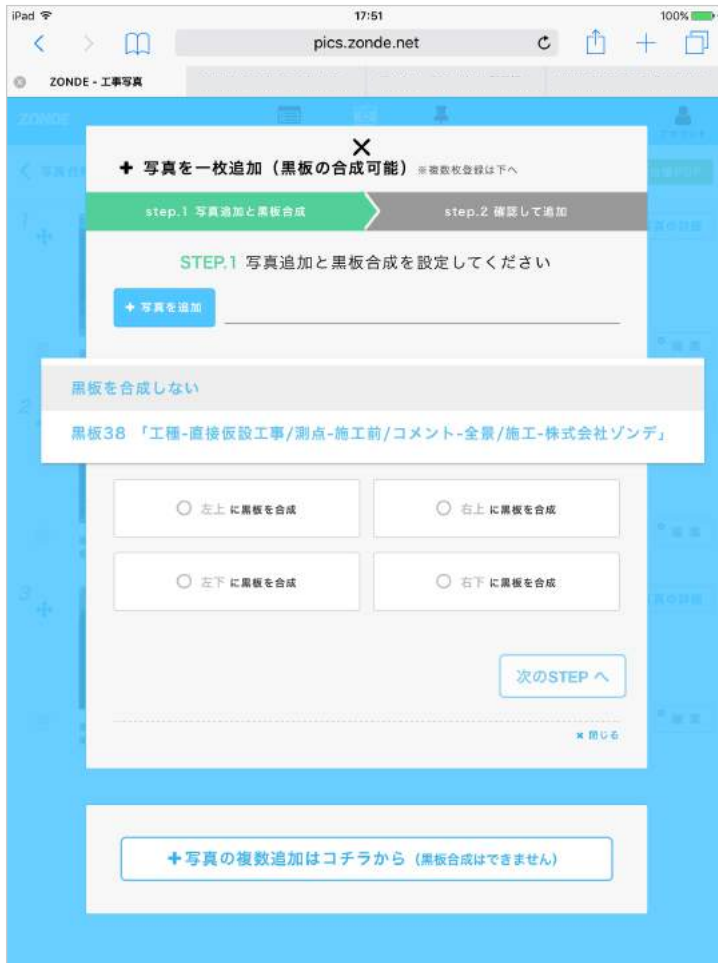 iPad 17:51 100%
pics.zonde.net
ZONDE - 工事写真
ZONDE
+ 写真を一枚追加（黒板の合成可能） ※複数枚登録は下へ
step.1 写真追加と黒板合成 step.2 確認して追加
STEP.1 写真追加と黒板合成を設定してください
+ 写真を追加
黒板を合成しない
黒板38 「工種-直接仮設工事/測点-施工前/コメント-全景/施工-株式会社ゾンデ」
左上 に黒板を合成 右上 に黒板を合成
左下 に黒板を合成 右下 に黒板を合成
次のSTEP へ
× 閉じる
+写真の複数追加はコチラから（黒板合成はできません）
1
2
3